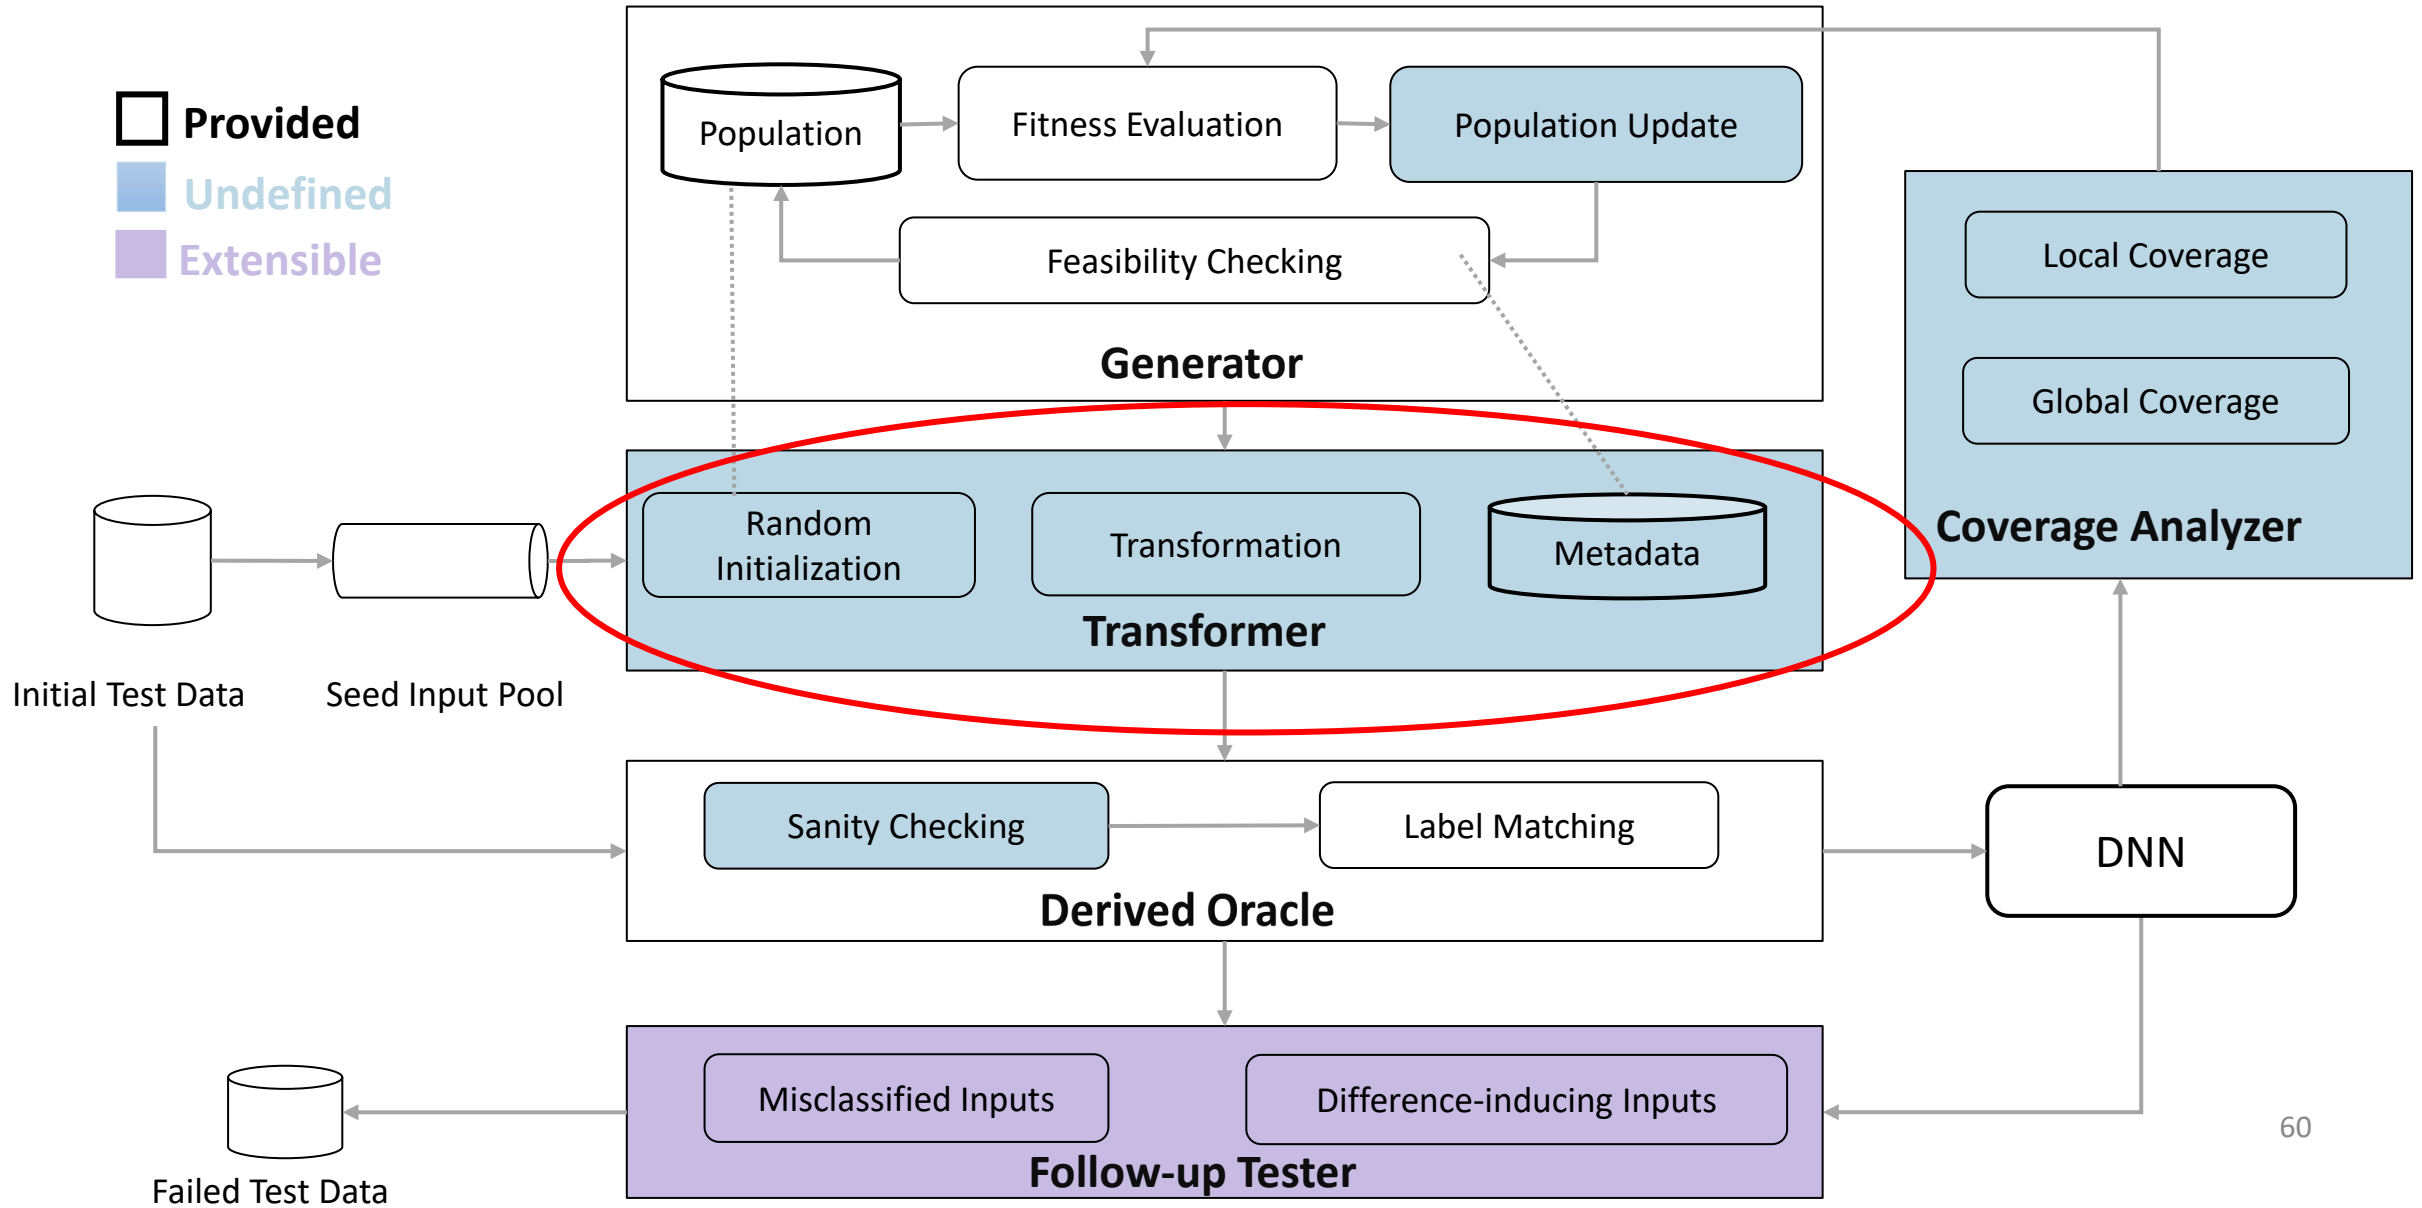 Provided
Undefined
Extensible
Population
Fitness Evaluation
Population Update
Feasibility Checking
Generator
Local Coverage
Global Coverage
Coverage Analyzer
Random
Initialization
Transformation
Metadata
Transformer
Initial Test Data
Seed Input Pool
Sanity Checking
Label Matching
Derived Oracle
DNN
Misclassified Inputs
Difference-inducing Inputs
Follow-up Tester
Failed Test Data
60